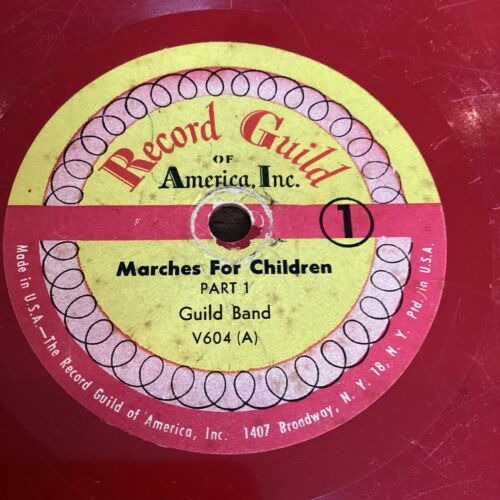 Record Guild
OF
America, Inc.
1
Marches For Children
PART 1
Guild Band
V604 (A)
Made in U.S.A.—The Record Guild of America, Inc. 1407 Broadway, N. Y. 18, N. Y. Ptd. in U.S.A.